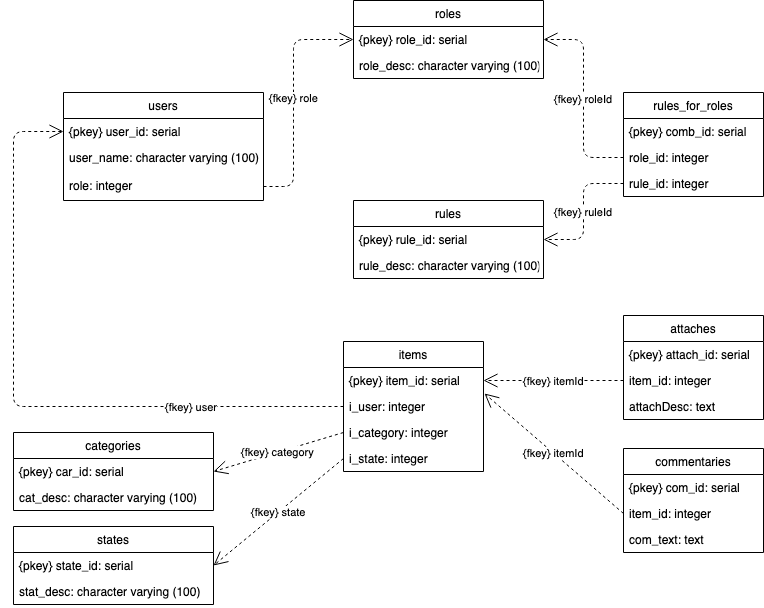 roles
{pkey} role_id: serial
role_desc: character varying (100)
{fkey} role
{fkey} roleId
users
{pkey} user_id: serial
user_name: character varying (100)
role: integer
rules_for_roles
{pkey} comb_id: serial
role_id: integer
rule_id: integer
{fkey} ruleId
rules
{pkey} rule_id: serial
rule_desc: character varying (100)
items
{pkey} item_id: serial
i_user: integer
i_category: integer
i_state: integer
attaches
{pkey} attach_id: serial
item_id: integer
attachDesc: text
{fkey} itemId
{fkey} user
{fkey} category
{fkey} itemId
{fkey} state
categories
{pkey} car_id: serial
cat_desc: character varying (100)
commentaries
{pkey} com_id: serial
item_id: integer
com_text: text
states
{pkey} state_id: serial
stat_desc: character varying (100)